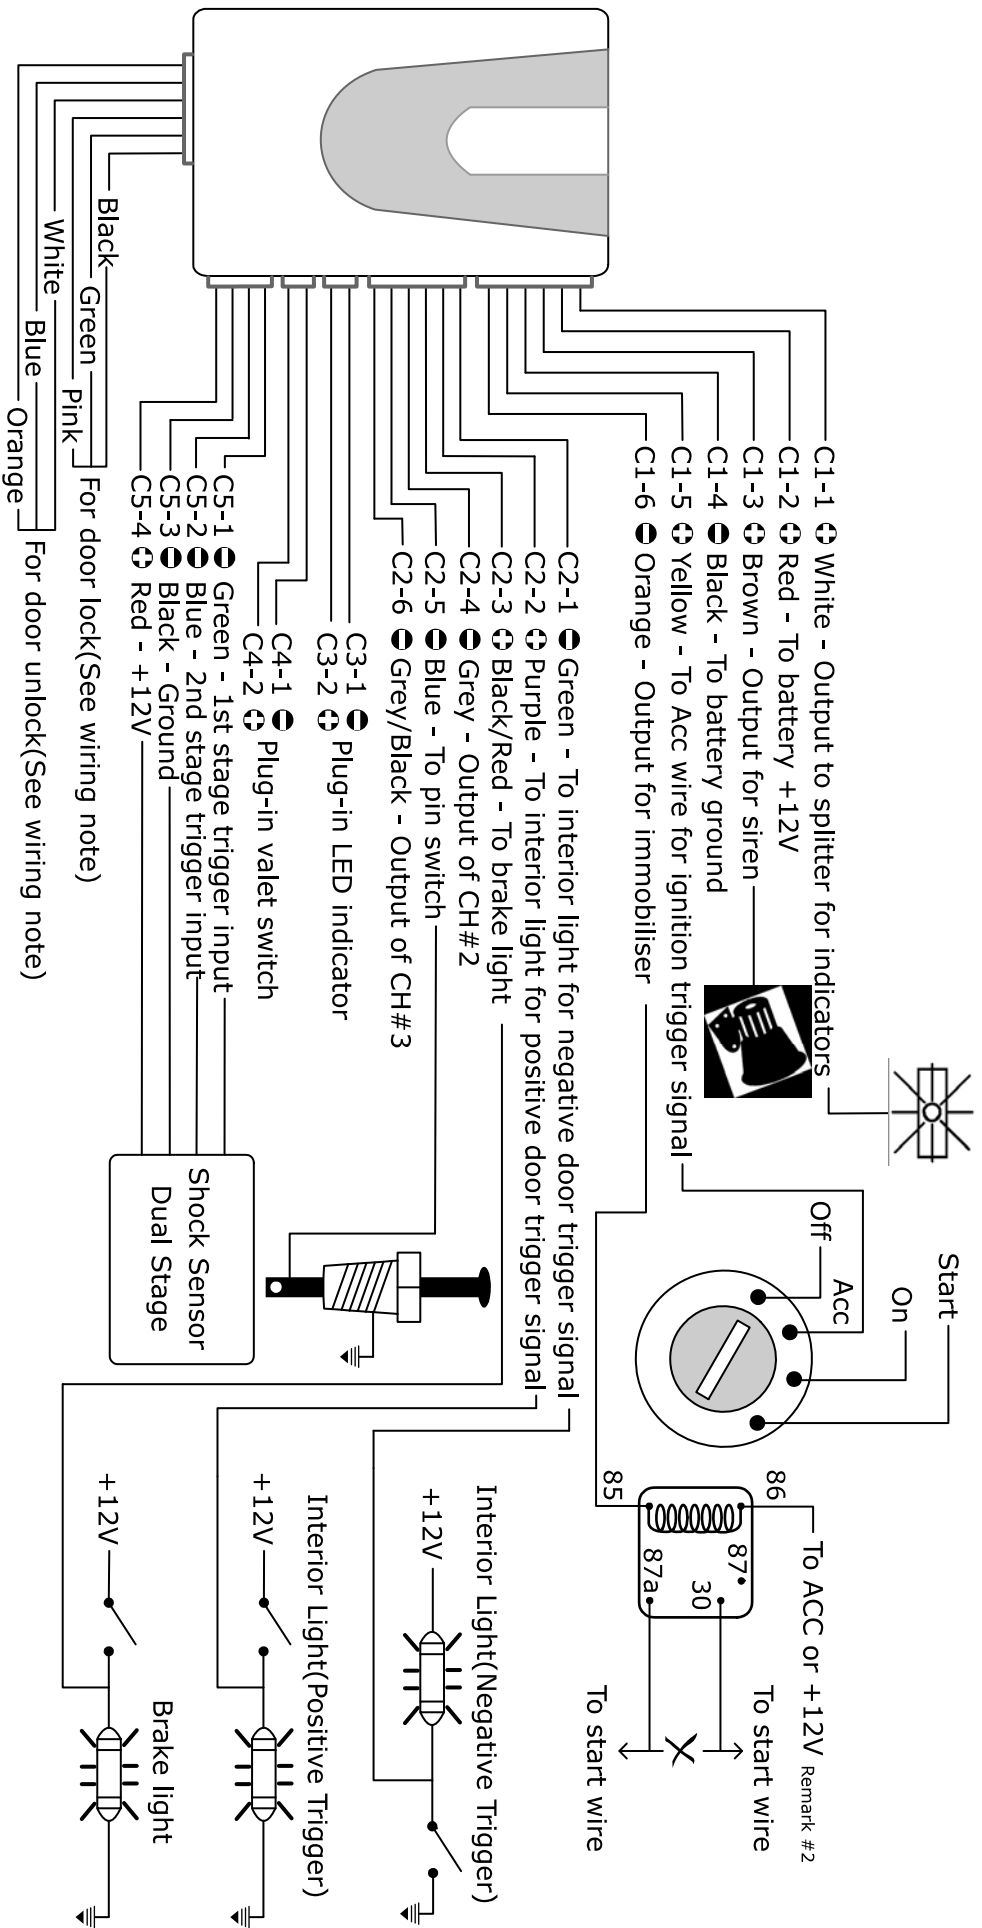 C1-1 White - Output to splitter for indicators
C1-2 Red - To battery +12V
C1-3 Brown - Output for siren
C1-4 Black - To battery ground
C1-5 Yellow - To Acc wire for ignition trigger signal
C1-6 Orange - Output for immobiliser
C2-1 Green - To interior light for negative door trigger signal
C2-2 Purple - To interior light for positive door trigger signal
C2-3 Black/Red - To brake light
C2-4 Grey - Output of CH#2
C2-5 Blue - To pin switch
C2-6 Grey/Black - Output of CH#3
C3-1
C3-2
Plug-in LED indicator
C4-1
C4-2
Plug-in valet switch
C5-1 Green - 1st stage trigger input
C5-2 Blue - 2nd stage trigger input
C5-3 Black - Ground
C5-4 Red - +12V
Black
Green
Pink
For door lock(See wiring note)
White
Blue
Orange
For door unlock(See wiring note)
Start
On
Acc
Off
86
85
87
87a
30
To ACC or +12V Remark #2
To start wire
X
To start wire
Shock Sensor
Dual Stage
Interior Light(Negative Trigger)
+12V
Interior Light(Positive Trigger)
+12V
Brake light
+12V